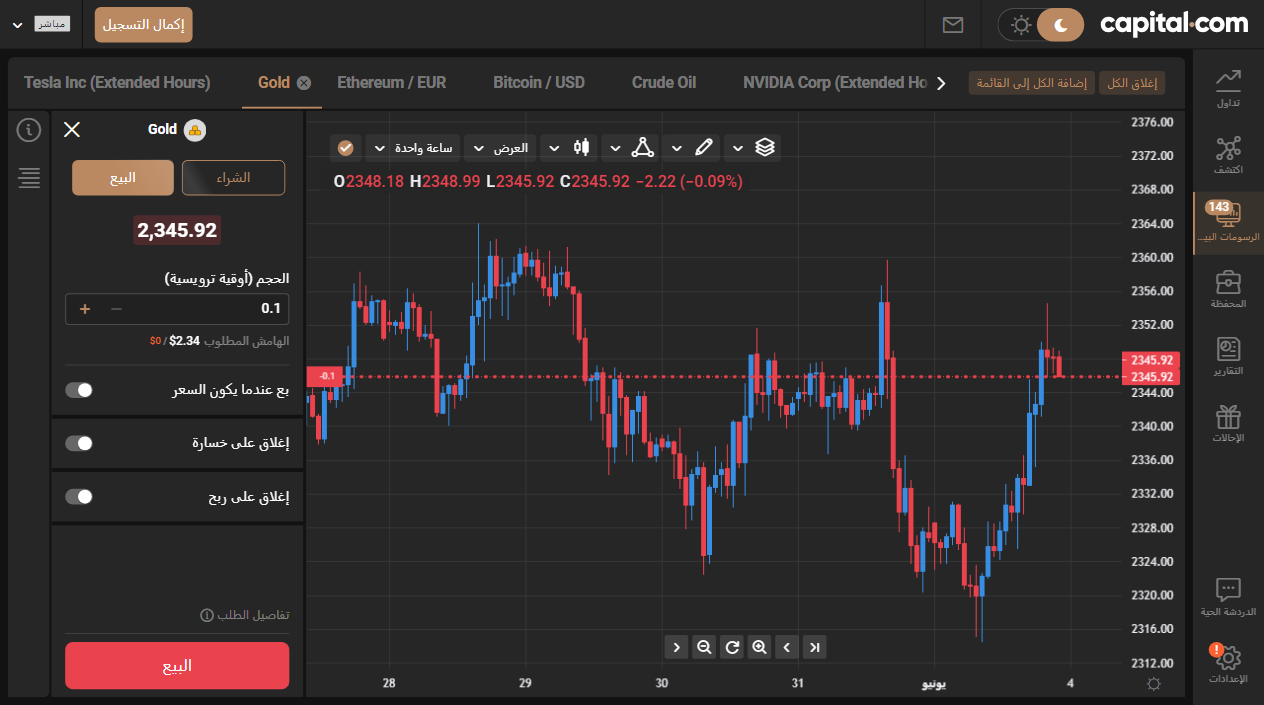 مباشر
إكمال التسجيل
capital.com
Tesla Inc (Extended Hours)
Gold
Ethereum / EUR
Bitcoin / USD
Crude Oil
NVIDIA Corp (Extended Ho
إضافة الكل إلى القائمة
إغلاق الكل
Gold
البيع
الشراء
2,345.92
الحجم (أوقية ترويسية)
+ − 0.1
الهامش المطلوب $2.34 / $0
بع عندما يكون السعر
إغلاق على خسارة
إغلاق على ربح
تفاصيل الطلب
البيع
ساعة واحدة
العرض
O2348.18 H2348.99 L2345.92 C2345.92 −2.22 (−0.09%)
-0.1
2376.00
2372.00
2368.00
2364.00
2360.00
2356.00
2352.00
2345.92
2345.92
2344.00
2340.00
2336.00
2332.00
2328.00
2324.00
2320.00
2316.00
2312.00
28
29
30
31
يونيو
4
تداول
اكتشف
143
الرسومات البيـ...
المحفظة
التقارير
الإحالات
الدردشة الحية
!
الإعدادات